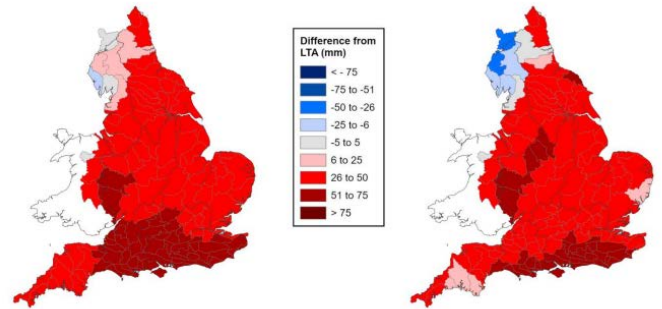 Difference from
LTA (mm)
< - 75
-75 to -51
-50 to -26
-25 to -6
-5 to 5
6 to 25
26 to 50
51 to 75
> 75